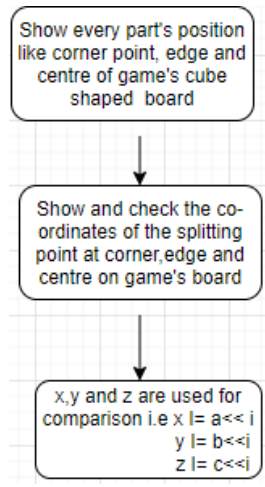 Show every part's position
like corner point, edge and
centre of game's cube
shaped board
Show and check the co-
ordinates of the splitting
point at corner,edge and
centre on game's board
x,y and z are used for
comparison i.e x l= a<< i
y l= b<<i
z l= c<<i